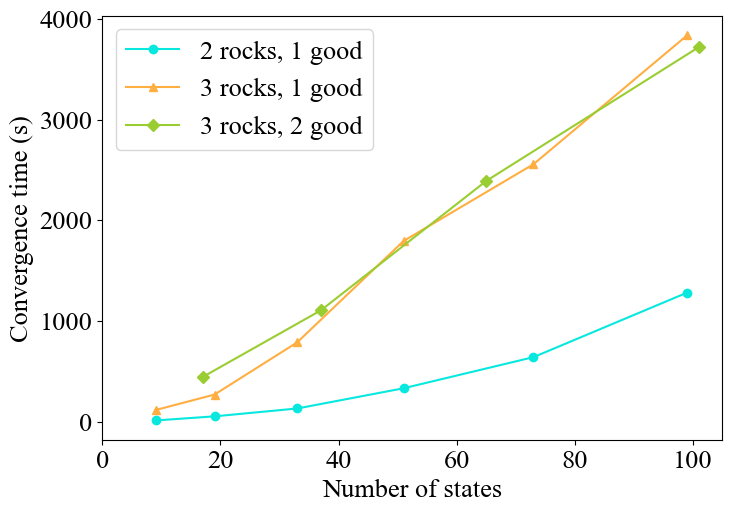 4000
3000
2000
1000
0
Convergence time (s)
2 rocks, 1 good
3 rocks, 1 good
3 rocks, 2 good
0 20 40 60 80 100
Number of states